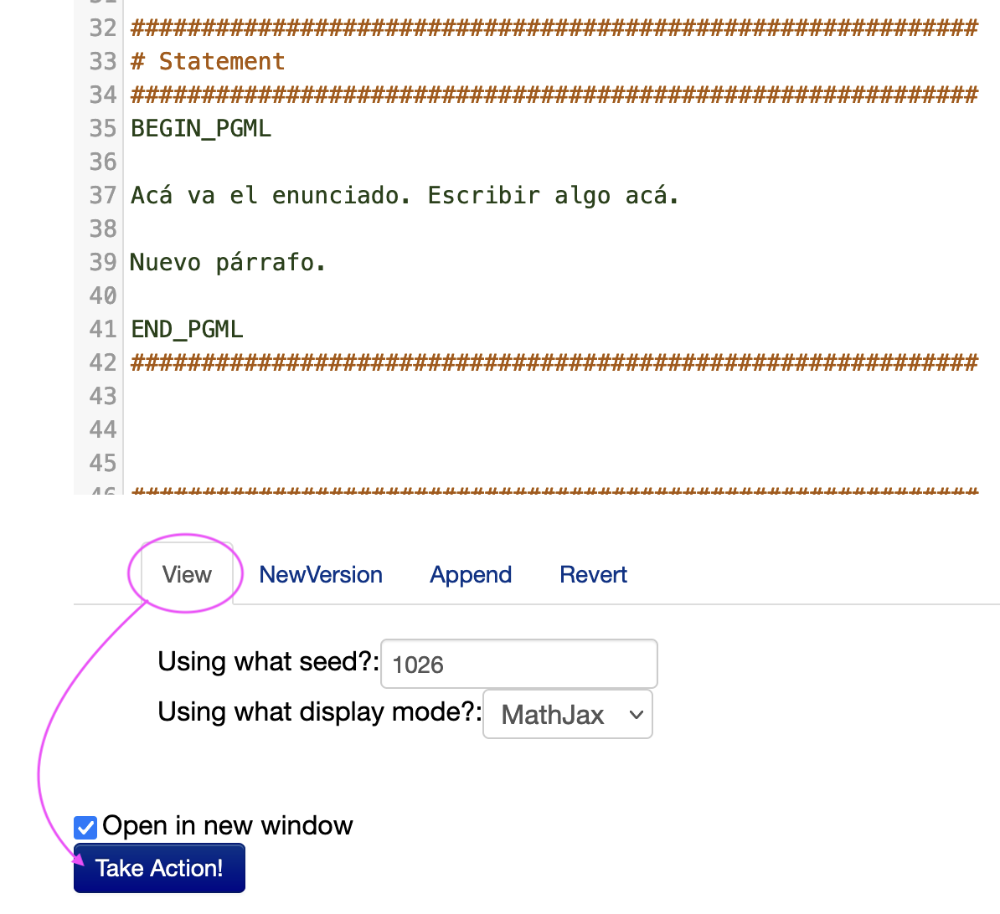 31
32 ############################################################
33 # Statement
34 ############################################################
35 BEGIN_PGML
36
37 Acá va el enunciado. Escribir algo acá.
38
39 Nuevo párrafo.
40
41 END_PGML
42 ############################################################
43
44
45
46 ############################################################
View NewVersion Append Revert
Using what seed?: 1026
Using what display mode?: MathJax
Open in new window
Take Action!